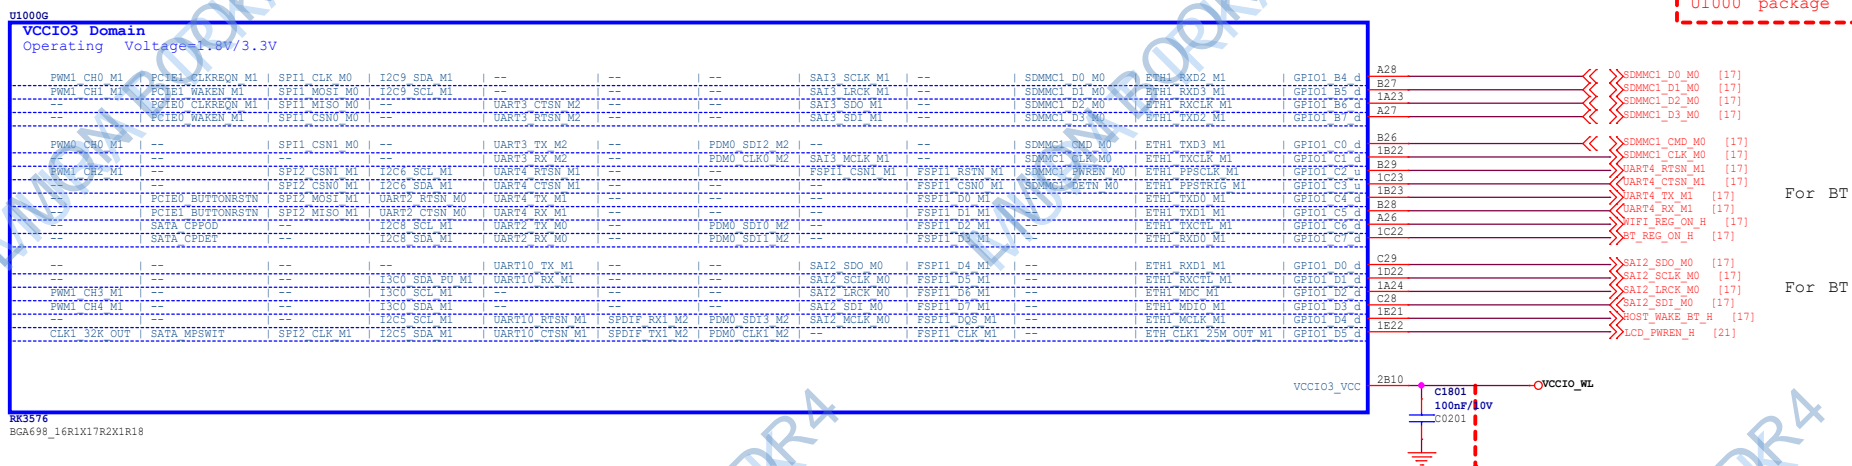 U1000 package
U1000G
VCCIO3 Domain
Operating Voltage=1.8V/3.3V
PWM1_CH0_M1 | PCIE1_CLKREQN_M1 | SPI1_CLK_M0 | I2C9_SDA_M1 | -- | -- | -- | SAI3_SCLK_M1 | -- | SDMMC1_D0_M0 | ETH1_RXD2_M1 | GPIO1_B4_d A28 SDMMC1_D0_M0 [17]
PWM1_CH1_M1 | PCIE1_WAKEN_M1 | SPI1_MOSI_M0 | I2C9_SCL_M1 | -- | -- | -- | SAI3_LRCK_M1 | -- | SDMMC1_D1_M0 | ETH1_RXD3_M1 | GPIO1_B5_d B27 SDMMC1_D1_M0 [17]
-- | PCIE0_CLKREQN_M1 | SPI1_MISO_M0 | -- | UART3_CTSN_M2 | -- | -- | SAI3_SDO_M1 | -- | SDMMC1_D2_M0 | ETH1_RXCLK_M1 | GPIO1_B6_d 1A23 SDMMC1_D2_M0 [17]
-- | PCIE0_WAKEN_M1 | SPI1_CSN0_M0 | -- | UART3_RTSN_M2 | -- | -- | SAI3_SDI_M1 | -- | SDMMC1_D3_M0 | ETH1_TXD2_M1 | GPIO1_B7_d A27 SDMMC1_D3_M0 [17]
PWM0_CH0_M1 | -- | SPI1_CSN1_M0 | -- | UART3_TX_M2 | -- | PDM0_SDI2_M2 | -- | -- | SDMMC1_CMD_M0 | ETH1_TXD3_M1 | GPIO1_C0_d B26 SDMMC1_CMD_M0 [17]
-- | -- | -- | -- | UART3_RX_M2 | -- | PDM0_CLK0_M2 | SAI3_MCLK_M1 | -- | SDMMC1_CLK_M0 | ETH1_TXCLK_M1 | GPIO1_C1_d 1B22 SDMMC1_CLK_M0 [17]
PWM1_CH2_M1 | -- | SPI2_CSN1_M1 | I2C6_SCL_M1 | UART4_RTSN_M1 | -- | -- | FSPI1_CSN1_M1 | FSPI1_RSTN_M1 | SDMMC1_PWREN_M0 | ETH1_PPSCLK_M1 | GPIO1_C2_u B29 UART4_RTSN_M1 [17]
-- | -- | SPI2_CSN0_M1 | I2C6_SDA_M1 | UART4_CTSN_M1 | -- | -- | -- | FSPI1_CSN0_M1 | SDMMC1_DETN_M0 | ETH1_PPSTRIG_M1 | GPIO1_C3_u 1C23 UART4_CTSN_M1 [17]
-- | PCIE0_BUTTONRSTN | SPI2_MOSI_M1 | UART2_RTSN_M0 | UART4_TX_M1 | -- | -- | -- | FSPI1_D0_M1 | -- | ETH1_TXD0_M1 | GPIO1_C4_d 1B23 UART4_TX_M1 [17] For BT
-- | PCIE1_BUTTONRSTN | SPI2_MISO_M1 | UART2_CTSN_M0 | UART4_RX_M1 | -- | -- | -- | FSPI1_D1_M1 | -- | ETH1_TXD1_M1 | GPIO1_C5_d B28 UART4_RX_M1 [17]
-- | SATA_CPPOD | -- | I2C8_SCL_M1 | UART2_TX_M0 | -- | PDM0_SDI0_M2 | -- | FSPI1_D2_M1 | -- | ETH1_TXCTL_M1 | GPIO1_C6_d A26 WIFI_REG_ON_H [17]
-- | SATA_CPDET | -- | I2C8_SDA_M1 | UART2_RX_M0 | -- | PDM0_SDI1_M2 | -- | FSPI1_D3_M1 | -- | ETH1_RXD0_M1 | GPIO1_C7_d 1C22 BT_REG_ON_H [17]
-- | -- | -- | -- | UART10_TX_M1 | -- | -- | SAI2_SDO_M0 | FSPI1_D4_M1 | -- | ETH1_RXD1_M1 | GPIO1_D0_d C29 SAI2_SDO_M0 [17]
-- | -- | -- | I3C0_SDA_PU_M1 | UART10_RX_M1 | -- | -- | SAI2_SCLK_M0 | FSPI1_D5_M1 | -- | ETH1_RXCTL_M1 | GPIO1_D1_d 1D22 SAI2_SCLK_M0 [17]
PWM1_CH3_M1 | -- | -- | I3C0_SCL_M1 | -- | -- | -- | SAI2_LRCK_M0 | FSPI1_D6_M1 | -- | ETH1_MDC_M1 | GPIO1_D2_d 1A24 SAI2_LRCK_M0 [17] For BT
PWM1_CH4_M1 | -- | -- | I3C0_SDA_M1 | -- | -- | -- | SAI2_SDI_M0 | FSPI1_D7_M1 | -- | ETH1_MDIO_M1 | GPIO1_D3_d C28 SAI2_SDI_M0 [17]
-- | -- | -- | I2C5_SCL_M1 | UART10_RTSN_M1 | SPDIF_RX1_M2 | PDM0_SDI3_M2 | SAI2_MCLK_M0 | FSPI1_DQS_M1 | -- | ETH1_MCLK_M1 | GPIO1_D4_d 1E21 HOST_WAKE_BT_H [17]
CLK1_32K_OUT | SATA_MPSWIT | SPI2_CLK_M1 | I2C5_SDA_M1 | UART10_CTSN_M1 | SPDIF_TX1_M2 | PDM0_CLK1_M2 | -- | FSPI1_CLK_M1 | -- | ETH_CLK1_25M_OUT_M1 | GPIO1_D5_d 1E22 LCD_PWREN_H [21]
VCCIO3_VCC 2B10 VCCIO_WL
C1801
100nF/10V
C0201
RK3576
BGA698_16R1X17R2X1R18